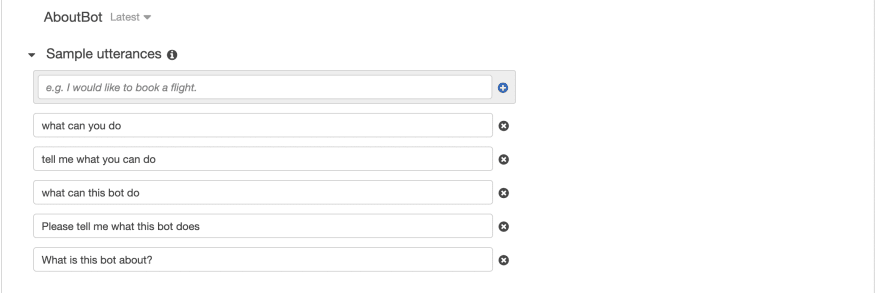 AboutBot Latest
Sample utterances
e.g. I would like to book a flight.
what can you do
tell me what you can do
what can this bot do
Please tell me what this bot does
What is this bot about?